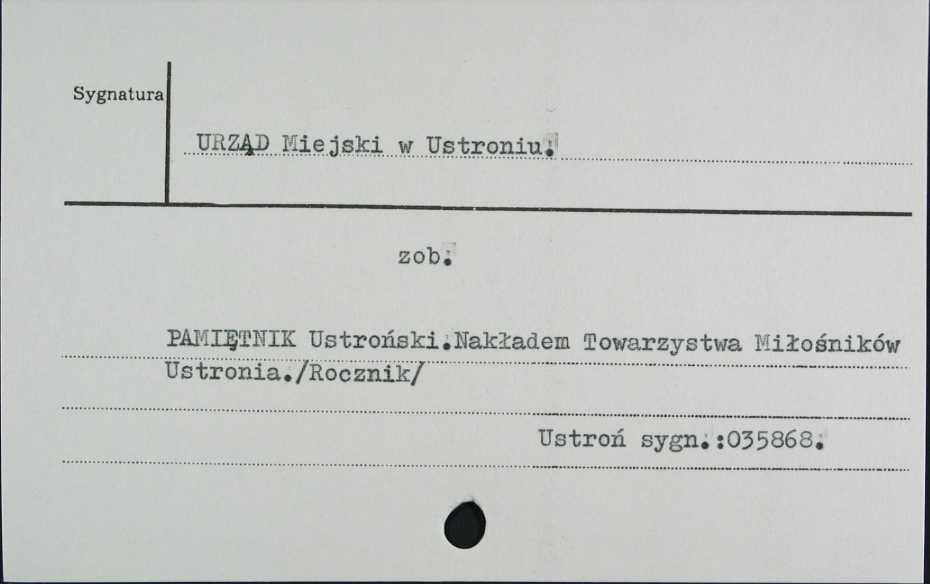 Sygnatura
URZĄD Miejski w Ustroniu.
zob.
PAMIĘTNIK Ustroński.Nakładem Towarzystwa Miłośników
Ustronia./Rocznik/
Ustroń sygn.:035868.